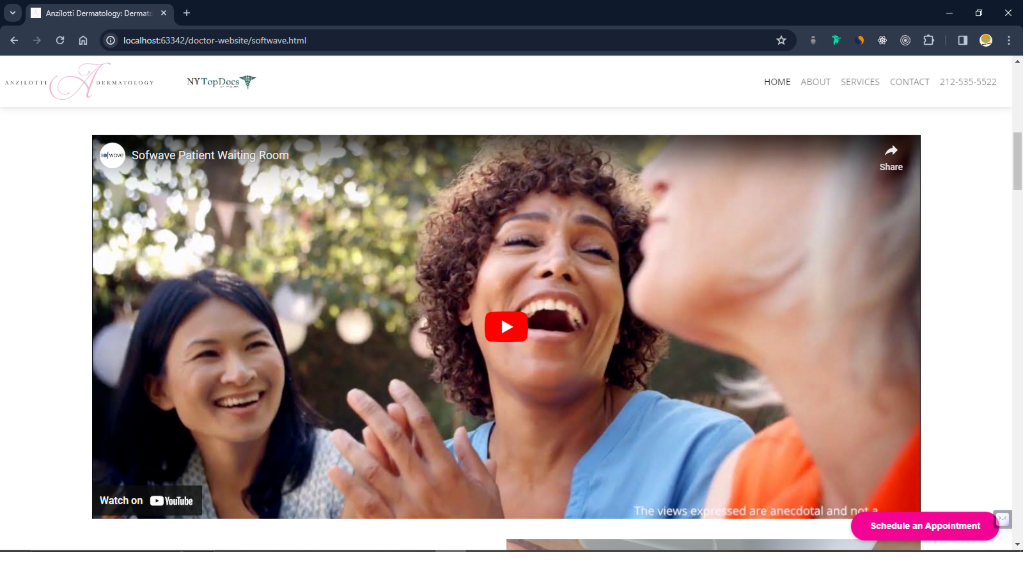 Anzilotti Dermatology: Dermat
localhost:63342/doctor-website/softwave.html
ANZILOTTI A DERMATOLOGY
NYTopDocs
HOME ABOUT SERVICES CONTACT 212-535-5522
sofwave
Sofwave Patient Waiting Room
Share
Watch on YouTube
The views expressed are anecdotal and not a
Schedule an Appointment